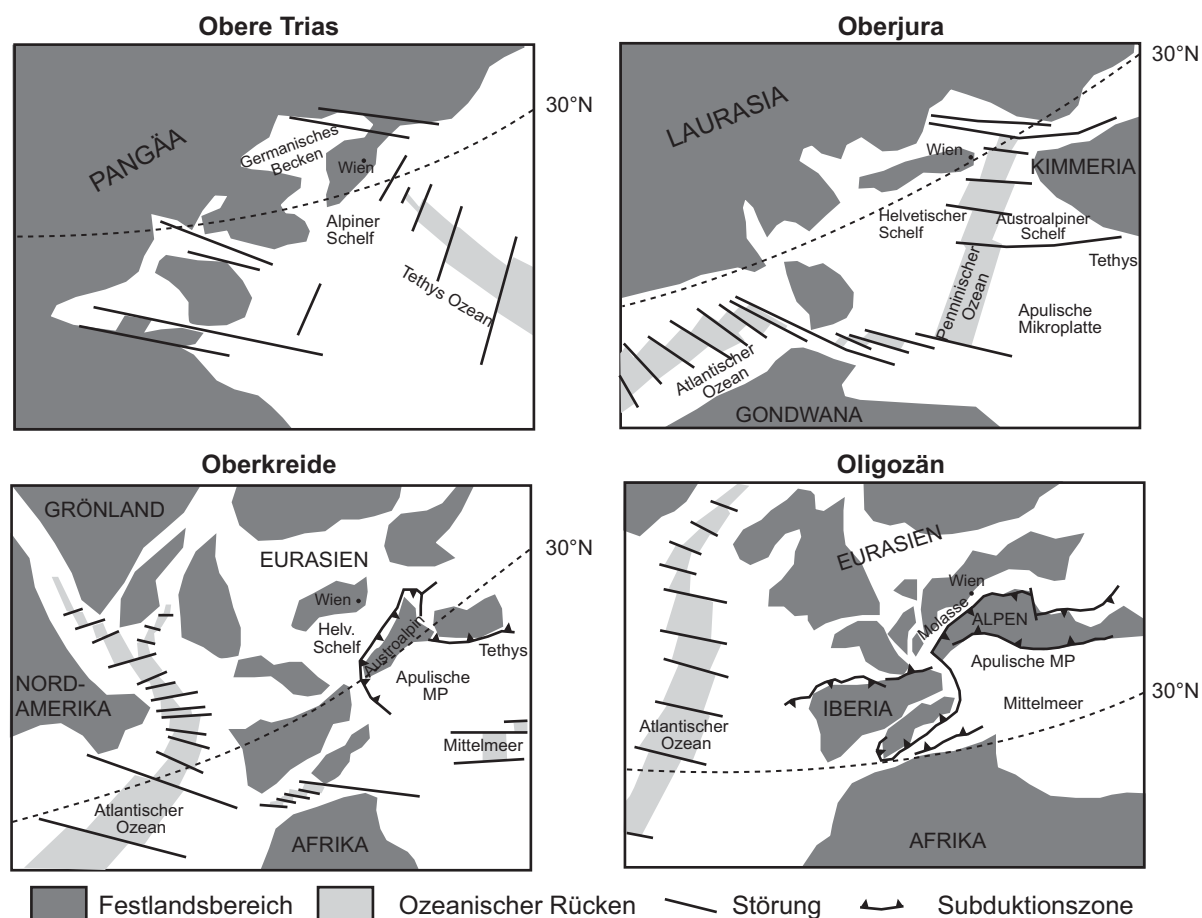 Obere Trias
30°N
PANGÄA
Germanisches
Becken
Wien
Alpiner
Schelf
Tethys Ozean
Oberjura
30°N
LAURASIA
Wien
KIMMERIA
Helvetischer
Schelf
Austroalpiner
Schelf
Tethys
Penninischer
Ozean
Apulische
Mikroplatte
Atlantischer
Ozean
GONDWANA
Oberkreide
GRÖNLAND
30°N
EURASIEN
Wien
Helv.
Schelf
Austroalpin
Tethys
Apulische
MP
NORD-
AMERIKA
Mittelmeer
Atlantischer
Ozean
AFRIKA
Oligozän
EURASIEN
Wien
Molasse
ALPEN
Apulische MP
30°N
IBERIA
Mittelmeer
Atlantischer
Ozean
AFRIKA
Festlandsbereich
Ozeanischer Rücken
Störung
Subduktionszone